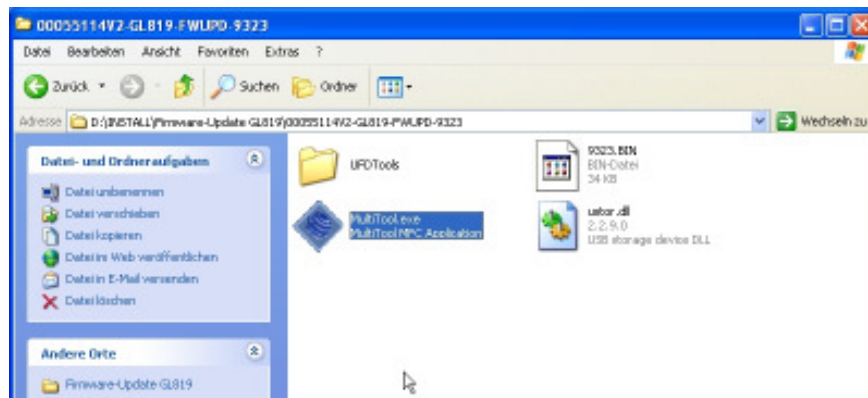 00055114V2-GL819-FWUPD-9323
Datei Bearbeiten Ansicht Favoriten Extras ?
Zurück Suchen Ordner
Adresse D:\INSTALL\Firmware-Update GL819\00055114V2-GL819-FWUPD-9323 Wechseln zu
Datei- und Ordneraufgaben
Datei umbenennen
Datei verschieben
Datei kopieren
Datei im Web veröffentlichen
Datei in E-Mail versenden
Datei löschen
Andere Orte
Firmware-Update GL819
UFDTools
9323.BIN
BIN-Datei
34 KB
MultiTool.exe
MultiTool MFC Application
ustor.dll
2.2.9.0
USB storage device DLL